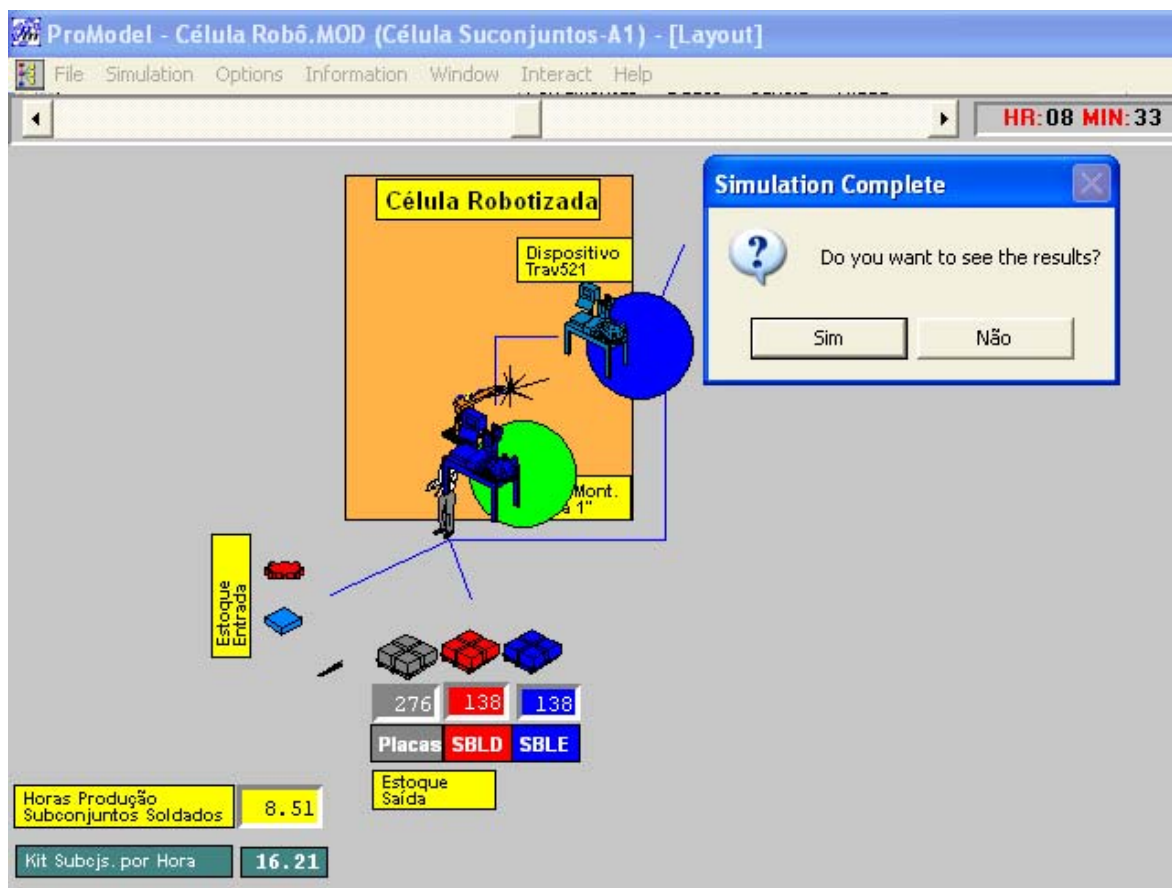 ProModel - Célula Robô.MOD (Célula Suconjuntos-A1) - [Layout]
File Simulation Options Information Window Interact Help
HR:08 MIN:33
Célula Robotizada
Dispositivo
Trav521
Simulation Complete
Do you want to see the results?
Sim Não
Mont.
1"
Estoque
Entrada
276 138 138
Placas SBLD SBLE
Estoque
Saída
Horas Produção
Subconjuntos Soldados
8.51
Kit Subcjs. por Hora
16.21